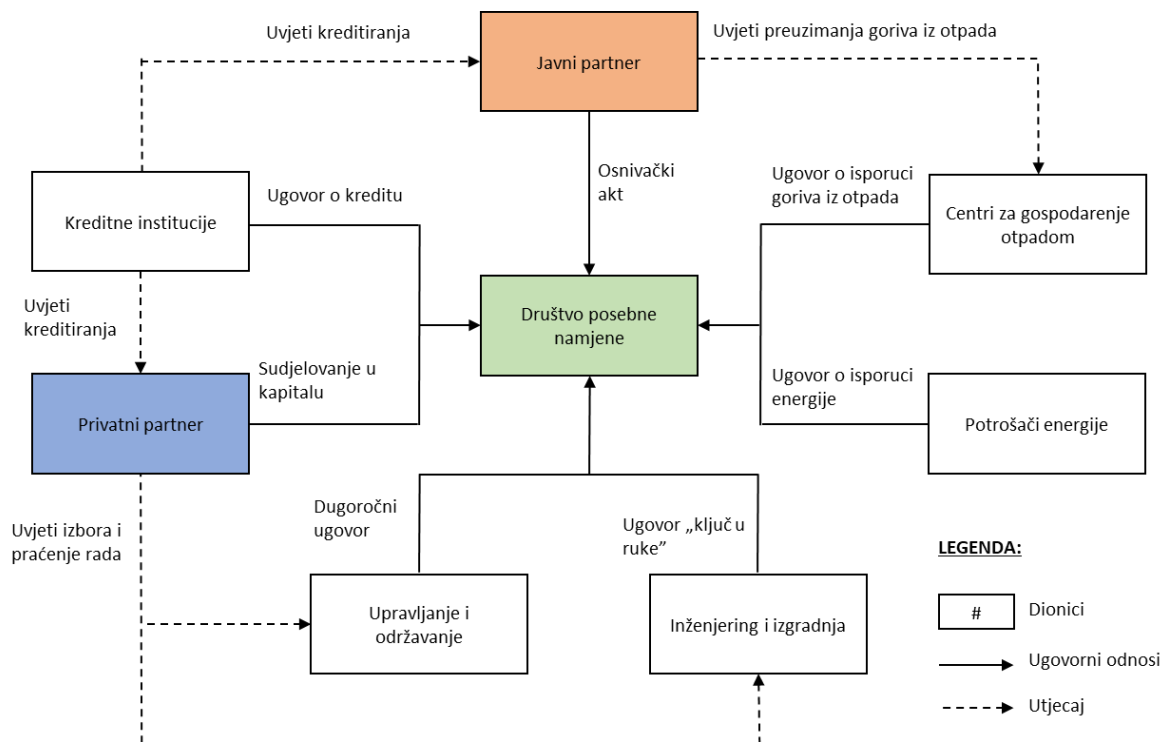 Uvjeti kreditiranja
Javni partner
Uvjeti preuzimanja goriva iz otpada
Osnivački
akt
Kreditne institucije
Ugovor o kreditu
Ugovor o isporuci
goriva iz otpada
Centri za gospodarenje
otpadom
Uvjeti
kreditiranja
Društvo posebne
namjene
Sudjelovanje u
kapitalu
Privatni partner
Ugovor o isporuci
energije
Potrošači energije
Uvjeti izbora i
praćenje rada
Dugoročni
ugovor
Ugovor „ključ u
ruke”
Upravljanje i
održavanje
Inženjering i izgradnja
LEGENDA:
# Dionici
Ugovorni odnosi
Utjecaj